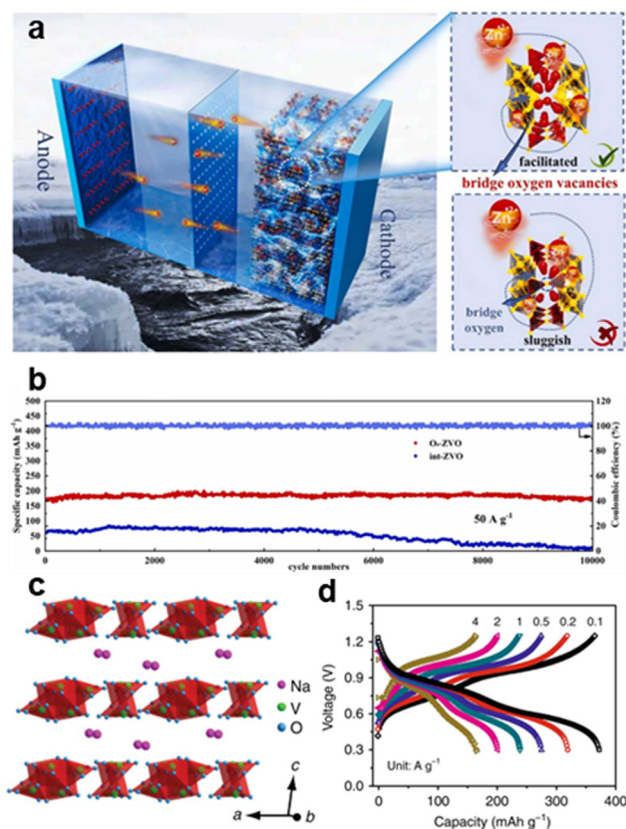 a
Anode
Cathode
Zn2+
facilitated
bridge oxygen vacancies
Zn2+
bridge
oxygen
sluggish
b
Specific capacity (mAh g-1)
500
450
400
350
300
250
200
150
100
50
0
Ov-ZVO
int-ZVO
50 A g-1
0
2000
4000
6000
8000
10000
cycle numbers
120
100
80
60
40
20
0
Coulombic efficiency (%)
c
Na
V
O
c
a
b
d
Voltage (V)
1.5
1.2
0.9
0.6
0.3
0.0
4 2 1 0.5 0.2 0.1
Unit: A g-1
0 100 200 300 400
Capacity (mAh g-1)